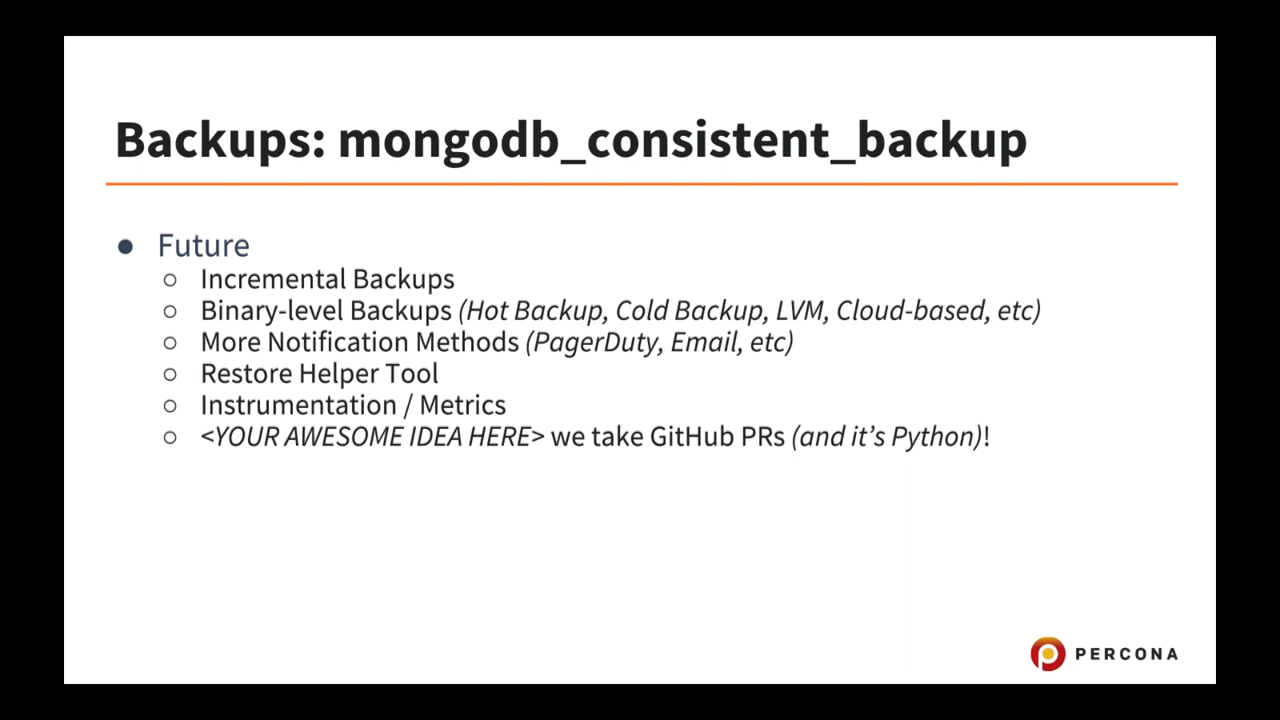 Backups: mongodb_consistent_backup
● Future
○ Incremental Backups
○ Binary-level Backups (Hot Backup, Cold Backup, LVM, Cloud-based, etc)
○ More Notification Methods (PagerDuty, Email, etc)
○ Restore Helper Tool
○ Instrumentation / Metrics
○ <YOUR AWESOME IDEA HERE> we take GitHub PRs (and it’s Python)!
PERCONA